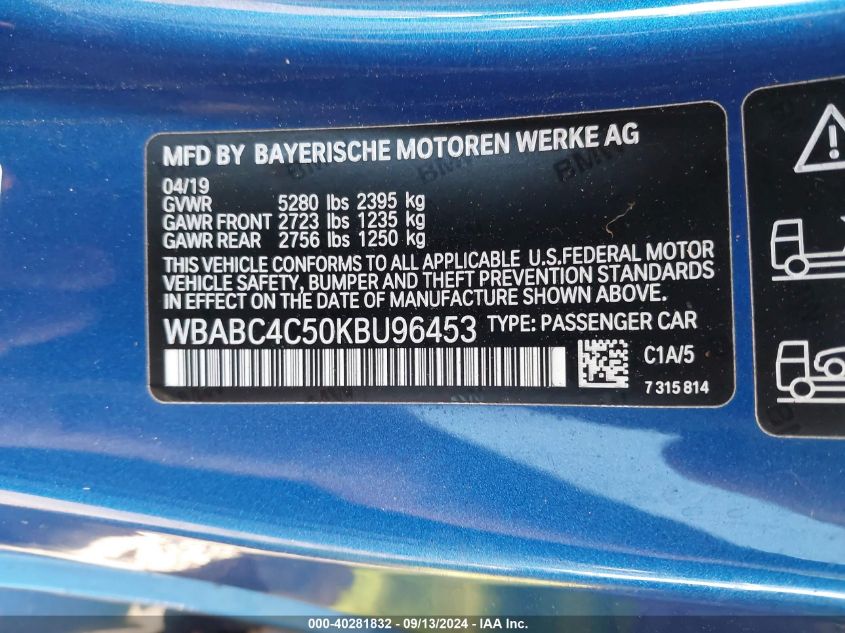 MFD BY BAYERISCHE MOTOREN WERKE AG
04/19
GVWR 5280 lbs 2395 kg
GAWR FRONT 2723 lbs 1235 kg
GAWR REAR 2756 lbs 1250 kg
THIS VEHICLE CONFORMS TO ALL APPLICABLE U.S.FEDERAL MOTOR
VEHICLE SAFETY, BUMPER AND THEFT PREVENTION STANDARDS
IN EFFECT ON THE DATE OF MANUFACTURE SHOWN ABOVE.
WBABC4C50KBU96453 TYPE: PASSENGER CAR
C1A/5
7 315 814
000-40281832 - 09/13/2024 - IAA Inc.